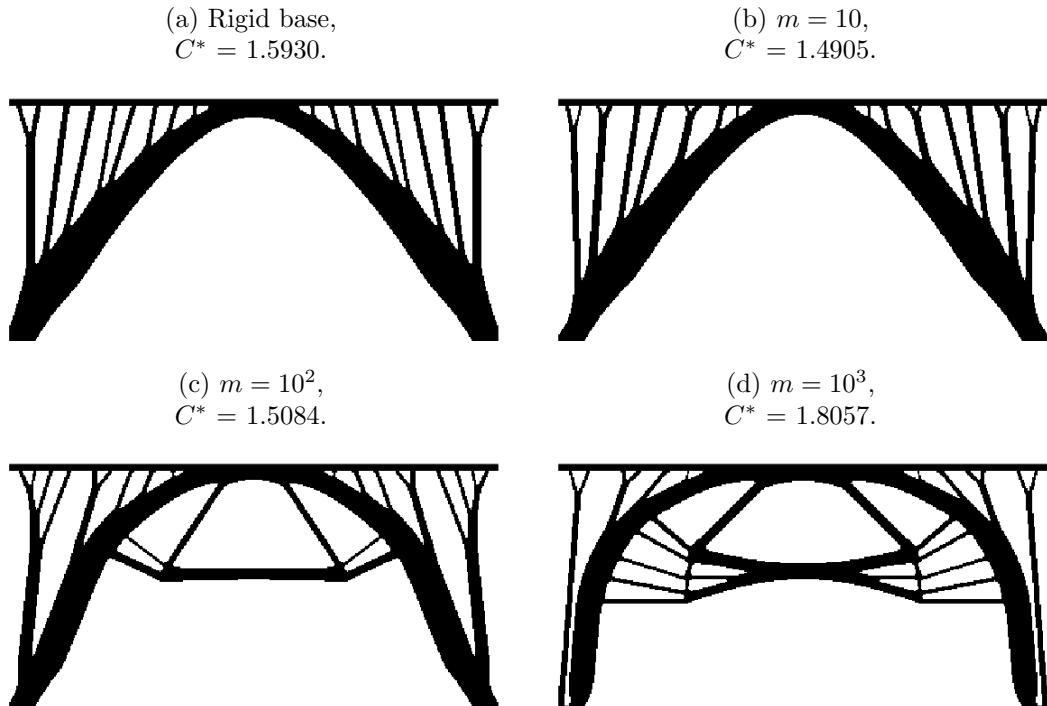 (a) Rigid base,
C* = 1.5930.
(b) m = 10,
C* = 1.4905.
(c) m = 10²,
C* = 1.5084.
(d) m = 10³,
C* = 1.8057.